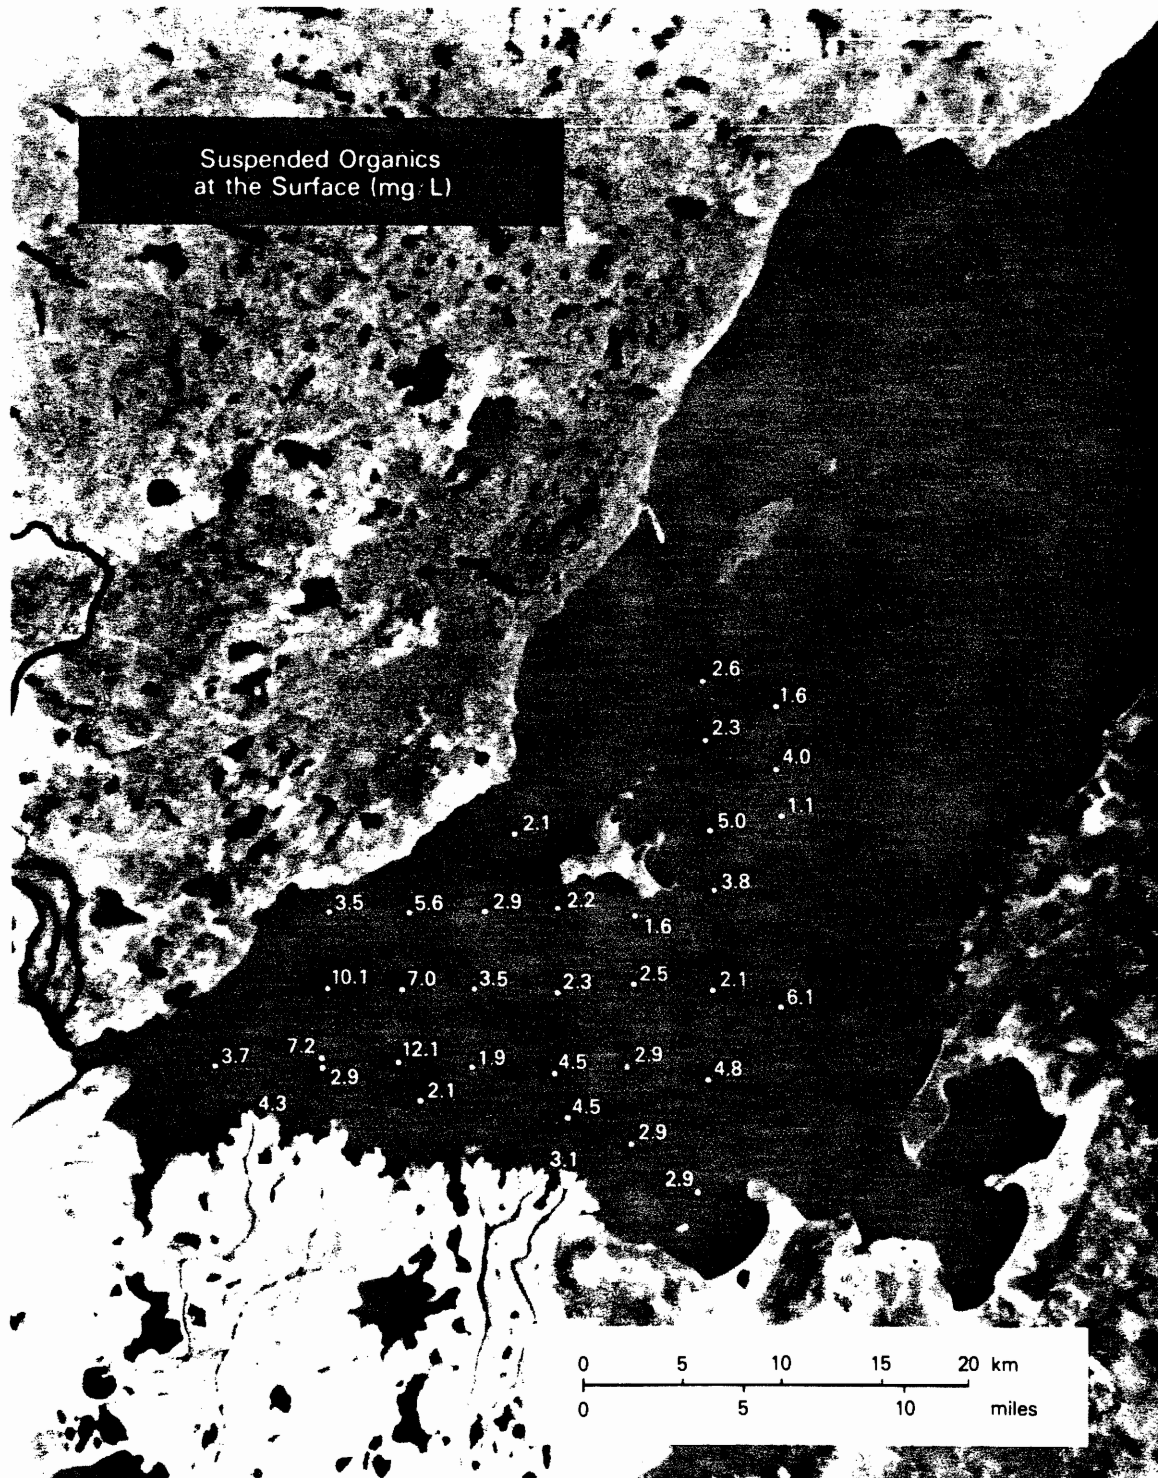 Suspended Organics
at the Surface (mg/L)
2.6
1.6
2.3
4.0
1.1
5.0
2.1
3.8
3.5 5.6 2.9 2.2
1.6
10.1 7.0 3.5 2.3 2.5 2.1
6.1
3.7 7.2 12.1 1.9 4.5 2.9 4.8
2.9
2.1
4.3 4.5
2.9
3.1
2.9
0 5 10 15 20 km
0 5 10 miles